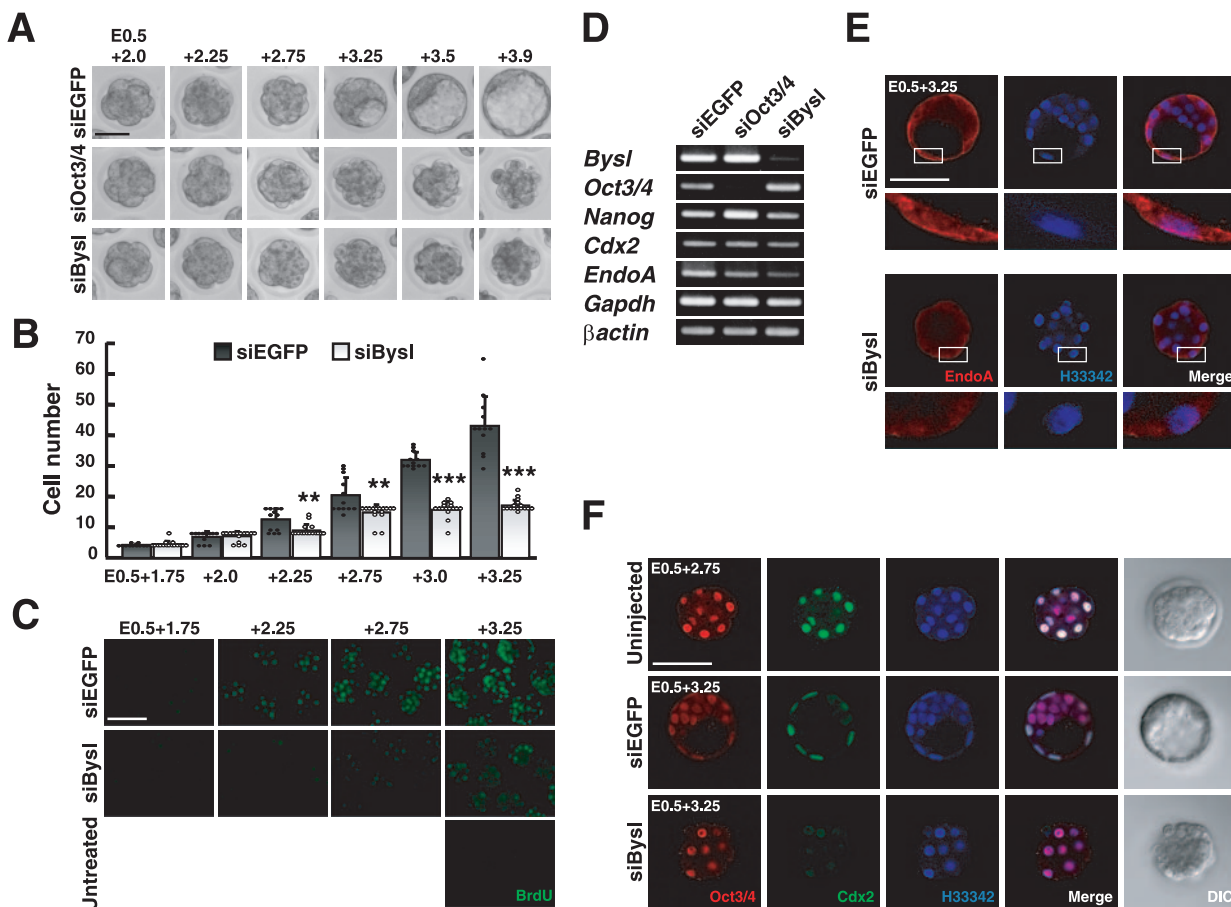 A
E0.5
+2.0 +2.25 +2.75 +3.25 +3.5 +3.9
siEGFP
siOct3/4
siBysl
B
siEGFP siBysl
Cell number
70
60
50
40
30
20
10
0
** ** *** ***
E0.5+1.75 +2.0 +2.25 +2.75 +3.0 +3.25
C
E0.5+1.75 +2.25 +2.75 +3.25
siEGFP
siBysl
Untreated
BrdU
D
siEGFP siOct3/4 siBysl
Bysl
Oct3/4
Nanog
Cdx2
EndoA
Gapdh
βactin
E
E0.5+3.25
siEGFP
siBysl
EndoA H33342 Merge
F
E0.5+2.75
Uninjected
E0.5+3.25
siEGFP
E0.5+3.25
siBysl
Oct3/4 Cdx2 H33342 Merge DIC